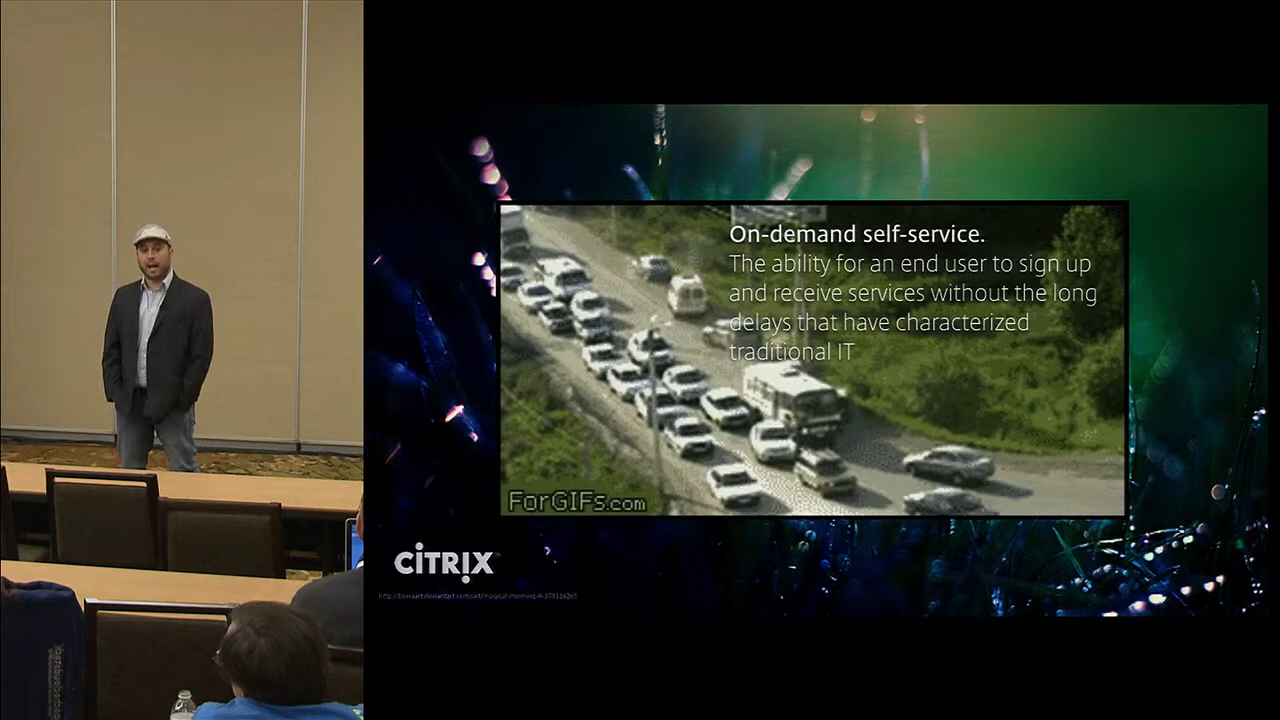 On-demand self-service.
The ability for an end user to sign up
and receive services without the long
delays that have characterized
traditional IT
ForGIFs.com
CITRIX